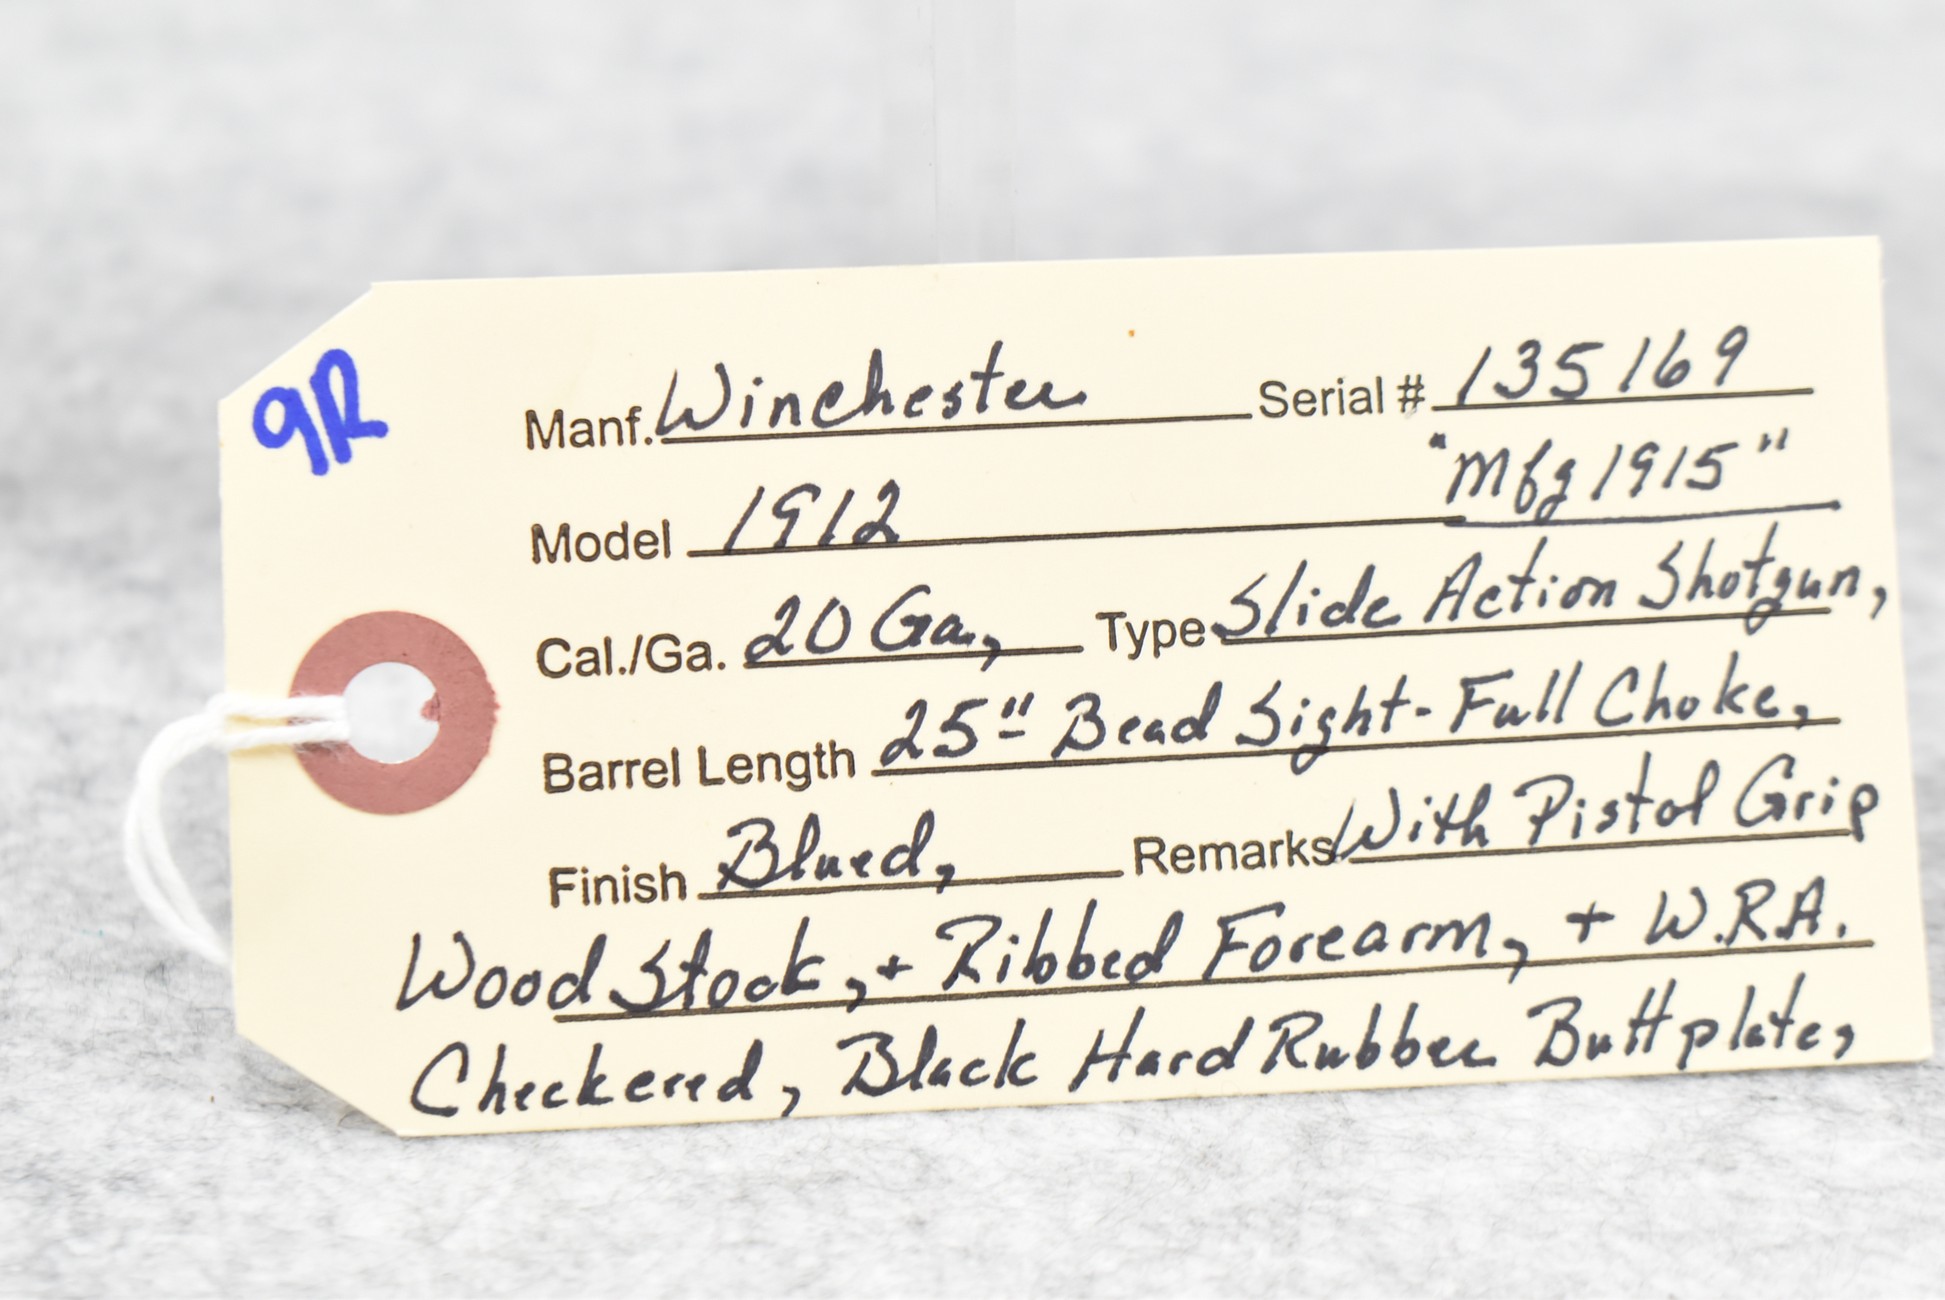 9R
Manf. Winchester Serial # 135169
Model 1912 "Mfg 1915"
Cal./Ga. 20 Ga., Type Slide Action Shotgun,
Barrel Length 25" Bead Sight - Full Choke,
Finish Blued, Remarks With Pistol Grip
Wood Stock, + Ribbed Forearm, + W.R.A.
Checkered, Black Hard Rubber Buttplate,